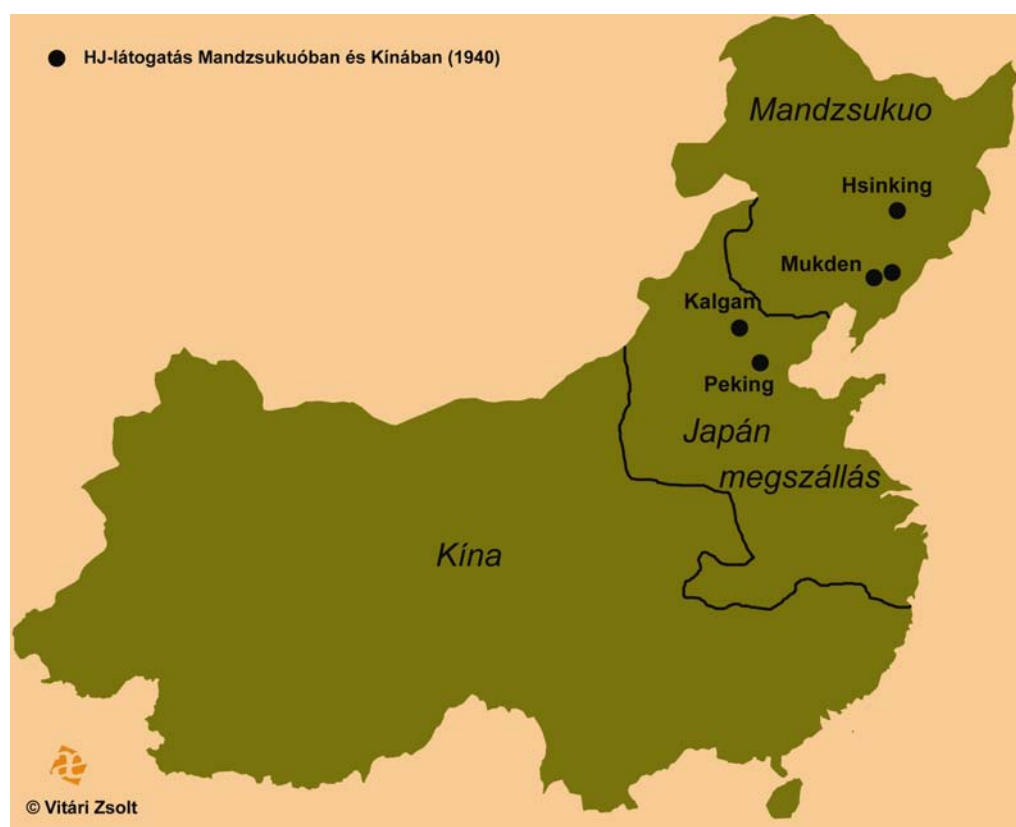 HJ-látogatás Mandzsukuóban és Kínában (1940)
Mandzsukuo
Hsinking
Mukden
Kalgan
Peking
Japán
megszállás
Kína
© Vitári Zsolt